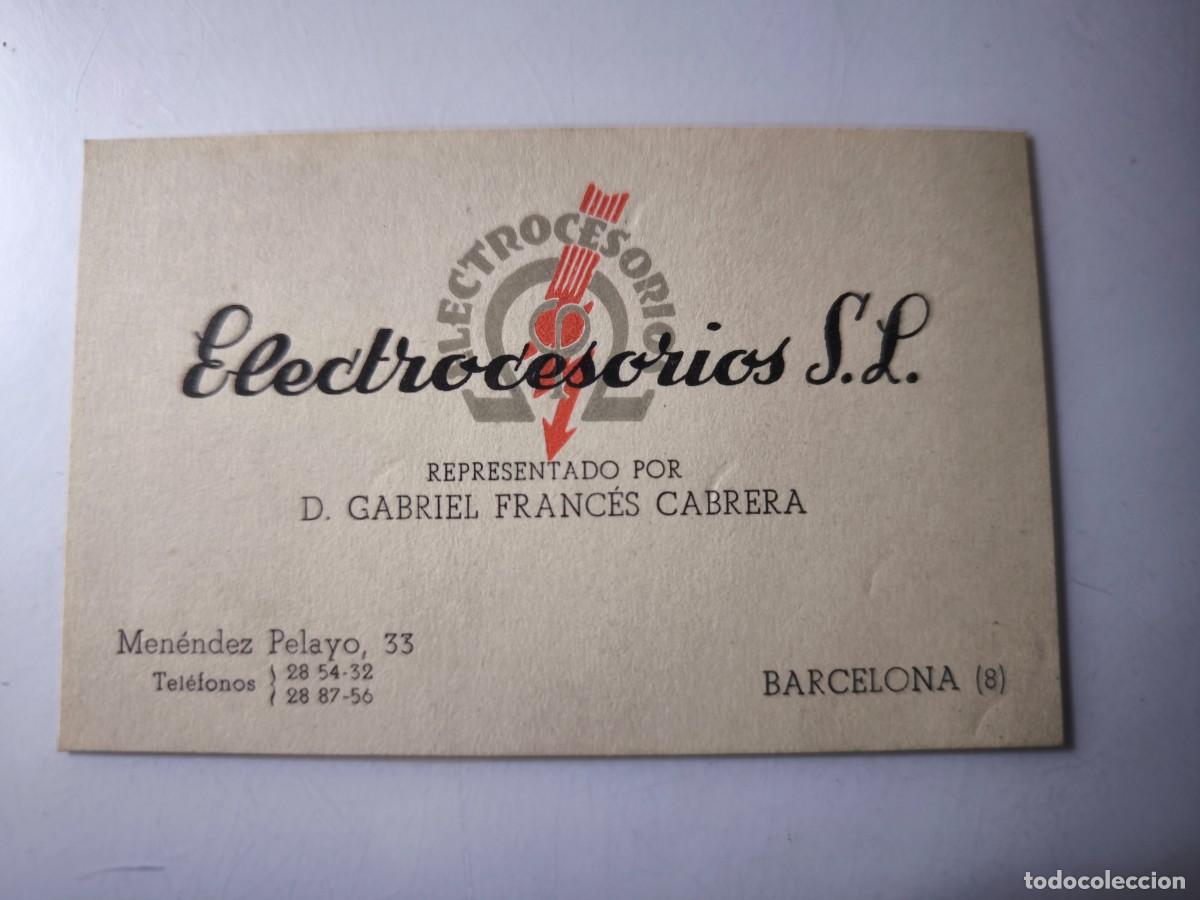 ELECTROCESORIOS
Electrocesorios S.L.
REPRESENTADO POR
D. GABRIEL FRANCÉS CABRERA
Menéndez Pelayo, 33
Teléfonos } 28 54-32
} 28 87-56
BARCELONA (8)
todocoleccion